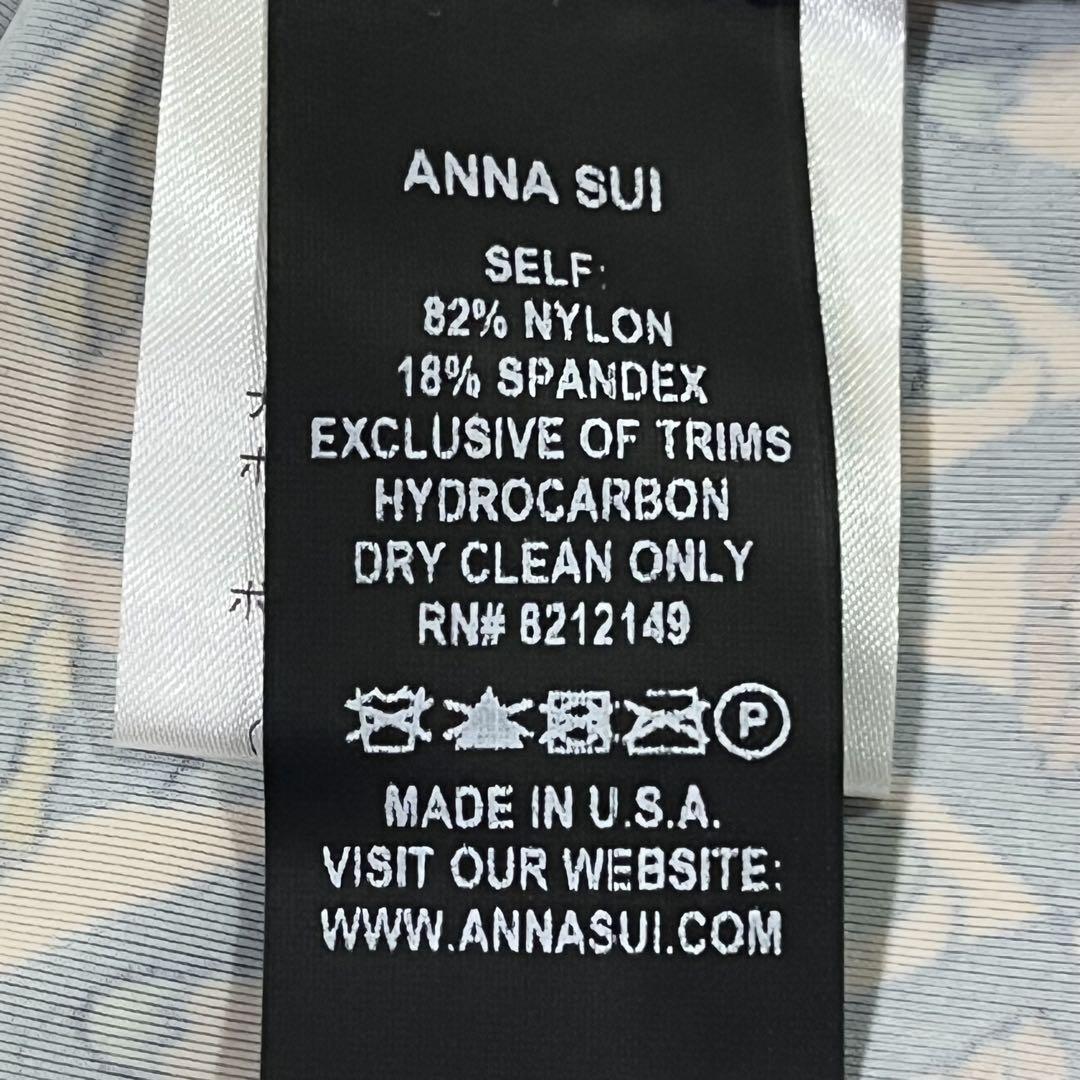 ANNA SUI
SELF:
82% NYLON
18% SPANDEX
EXCLUSIVE OF TRIMS
HYDROCARBON
DRY CLEAN ONLY
RN# 8212149
P
MADE IN U.S.A.
VISIT OUR WEBSITE:
WWW.ANNASUI.COM